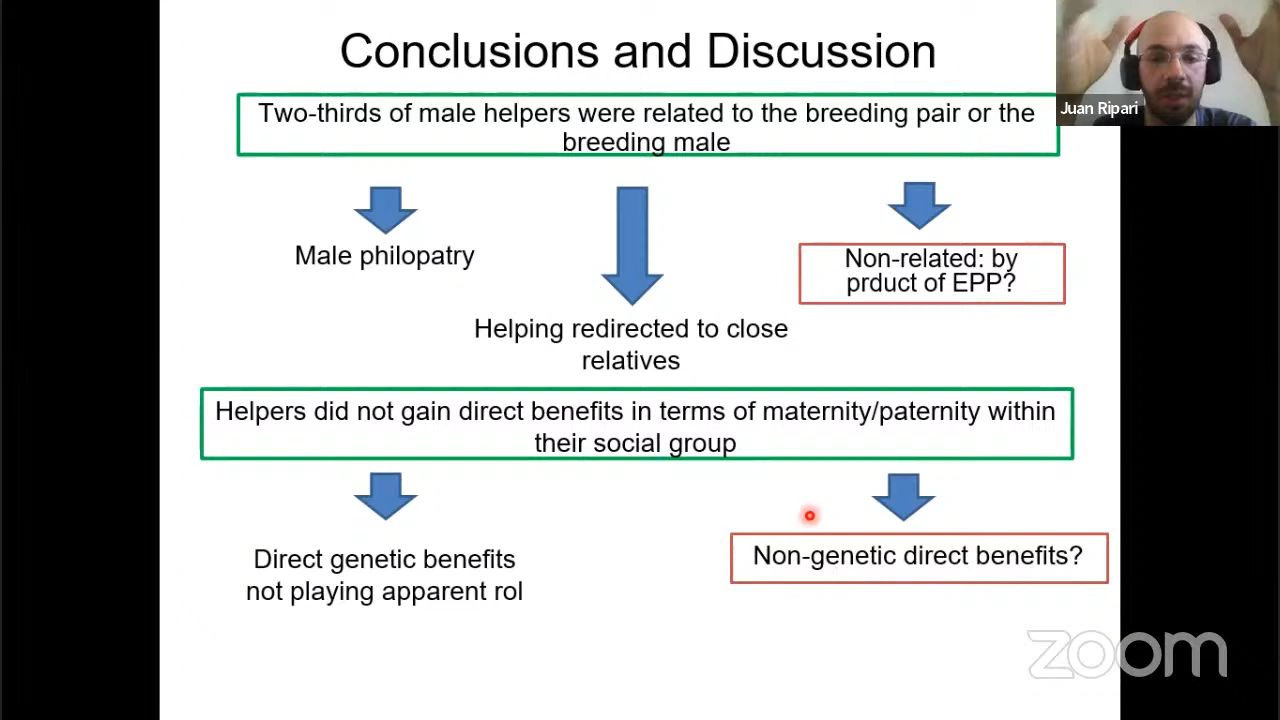 Conclusions and Discussion
Juan Ripari
Two-thirds of male helpers were related to the breeding pair or the
breeding male
Male philopatry
Non-related: by
prduct of EPP?
Helping redirected to close
relatives
Helpers did not gain direct benefits in terms of maternity/paternity within
their social group
Direct genetic benefits
not playing apparent rol
Non-genetic direct benefits?
zoom